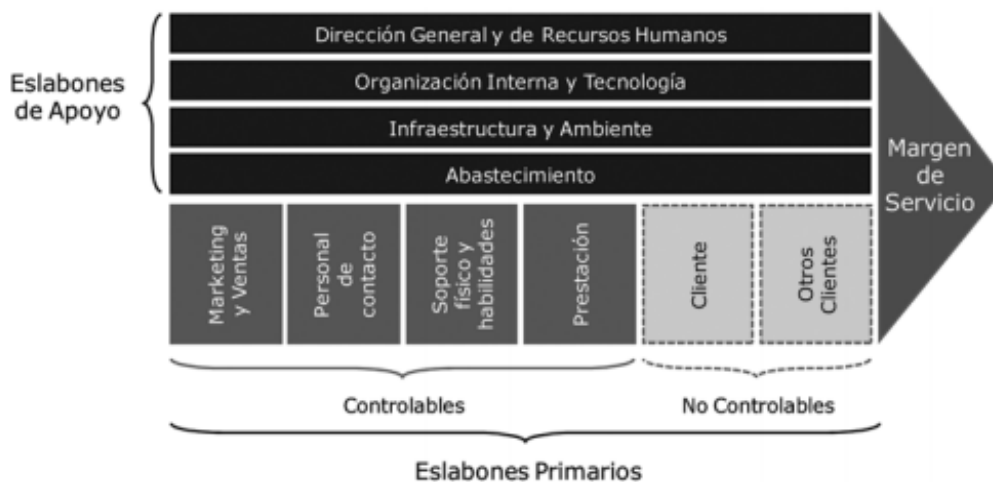 Dirección General y de Recursos Humanos
Organización Interna y Tecnología
Infraestructura y Ambiente
Abastecimiento
Eslabones
de Apoyo
Margen
de
Servicio
Marketing
y Ventas
Personal
de
contacto
Soporte
físico y
habilidades
Prestación
Cliente
Otros
Clientes
Controlables
No Controlables
Eslabones Primarios